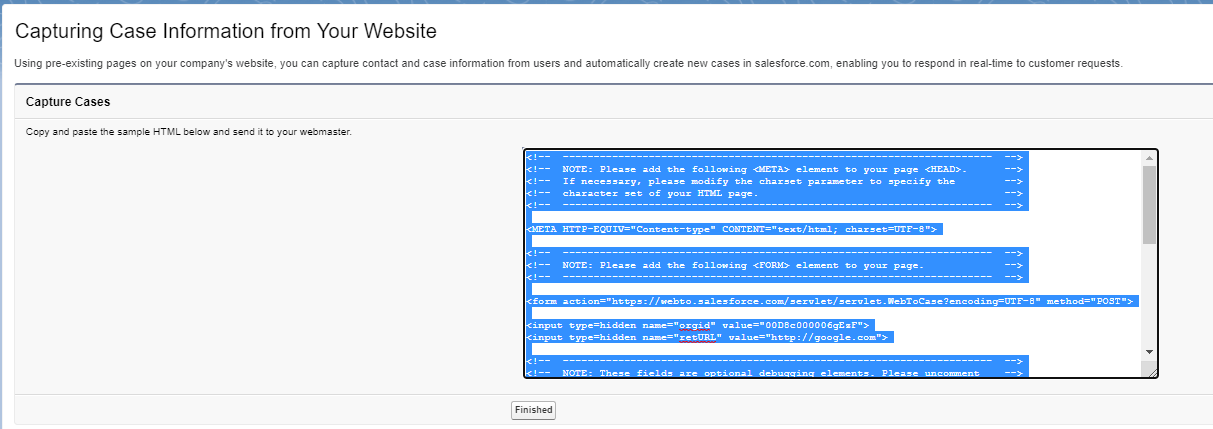 Capturing Case Information from Your Website
Using pre-existing pages on your company's website, you can capture contact and case information from users and automatically create new cases in salesforce.com, enabling you to respond in real-time to customer requests.
Capture Cases
Copy and paste the sample HTML below and send it to your webmaster.
<!-- ---------------------------------------------------------------------- -->
<!-- NOTE: Please add the following <META> element to your page <HEAD>. -->
<!-- If necessary, please modify the charset parameter to specify the -->
<!-- character set of your HTML page. -->
<!-- ---------------------------------------------------------------------- -->
<META HTTP-EQUIV="Content-type" CONTENT="text/html; charset=UTF-8">
<!-- ---------------------------------------------------------------------- -->
<!-- NOTE: Please add the following <FORM> element to your page. -->
<!-- ---------------------------------------------------------------------- -->
<form action="https://webto.salesforce.com/servlet/servlet.WebToCase?encoding=UTF-8" method="POST">
<input type=hidden name="orgid" value="00D8c000006gEmF">
<input type=hidden name="retURL" value="http://google.com">
<!-- ---------------------------------------------------------------------- -->
<!-- NOTE: These fields are optional debugging elements. Please uncomment -->
Finished